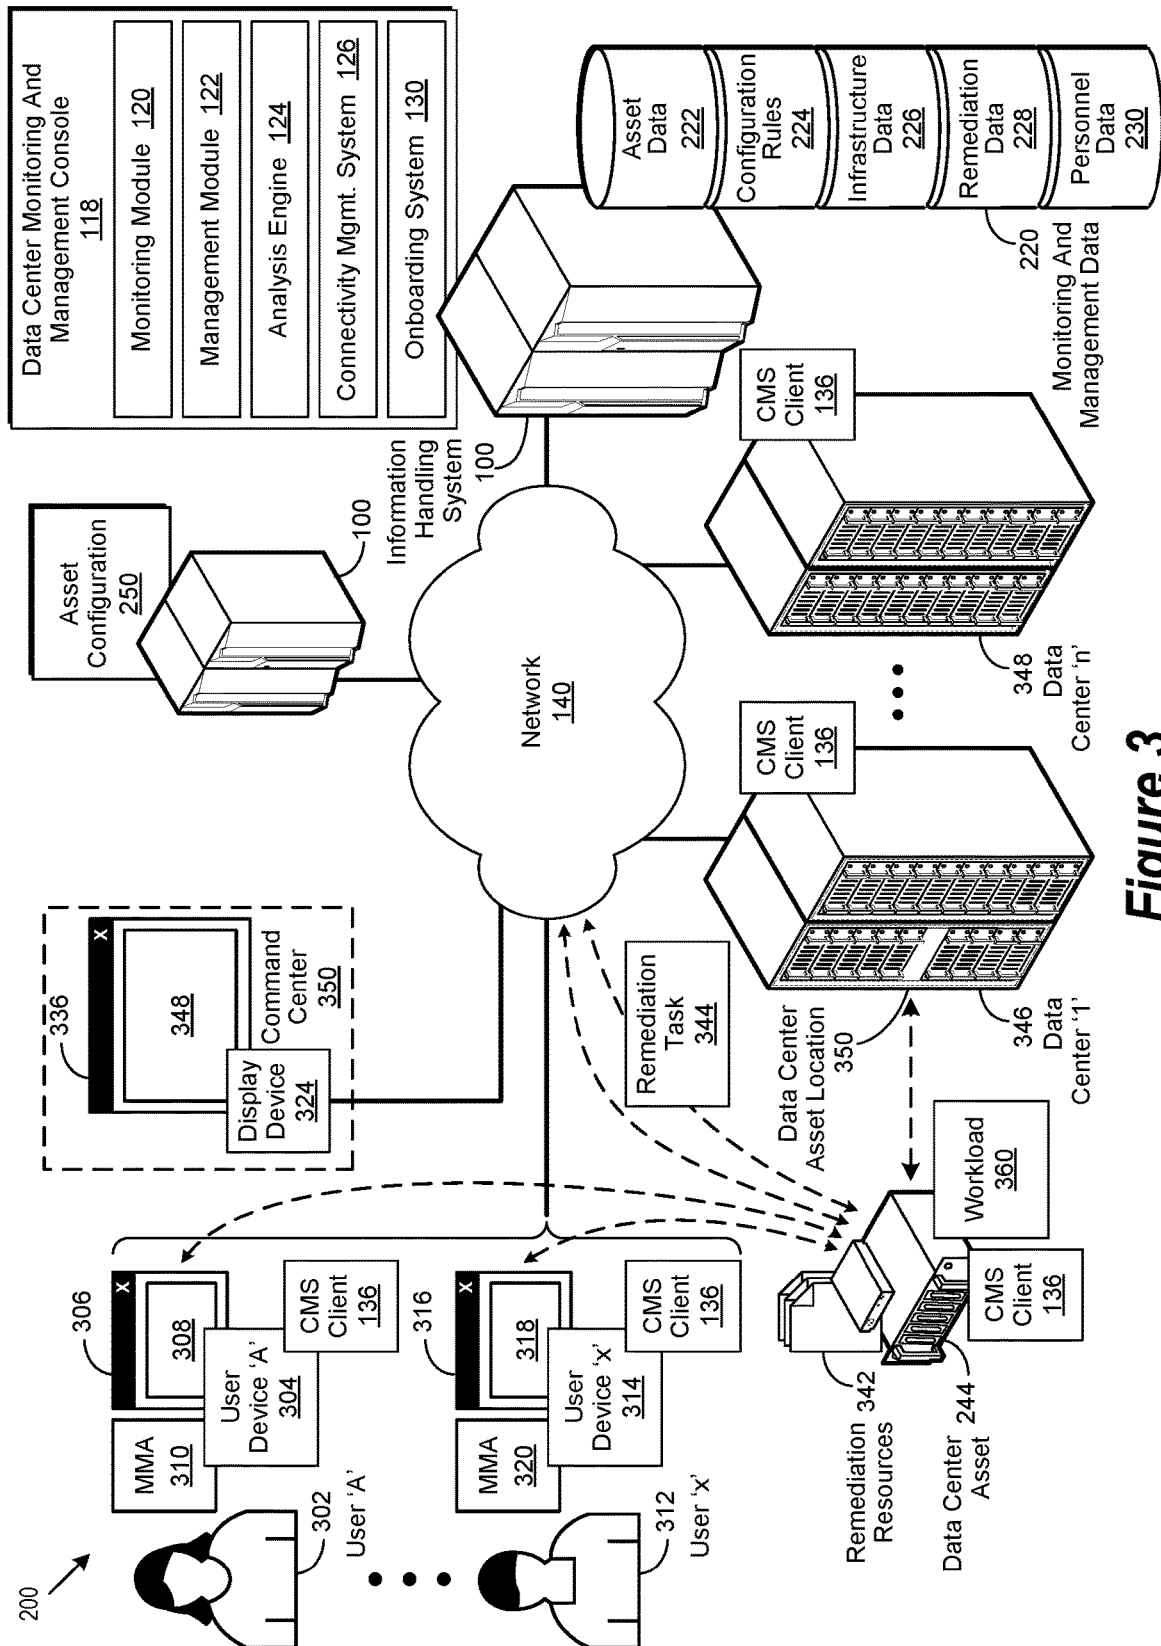 200
302
User 'A'
MMA
310
306
X
308
User
Device 'A'
304
CMS
Client
136
312
User 'x'
MMA
320
316
X
318
User
Device 'x'
314
CMS
Client
136
336
X
348
Display
Device
324
Command
Center
350
Asset
Configuration
250
100
Data Center Monitoring And
Management Console
118
Monitoring Module 120
Management Module 122
Analysis Engine 124
Connectivity Mgmt. System 126
Onboarding System 130
Information
Handling
System
100
Network
140
Asset
Data
222
Configuration
Rules
224
Infrastructure
Data
226
Remediation
Data
228
Personnel
Data
230
220
Monitoring And
Management Data
Remediation
Task
344
342
Remediation
Resources
244
Data Center
Asset
Workload
360
CMS
Client
136
Data Center
Asset Location
350
CMS
Client
136
346
Data
Center '1'
CMS
Client
136
348
Data
Center 'n'
Figure 3